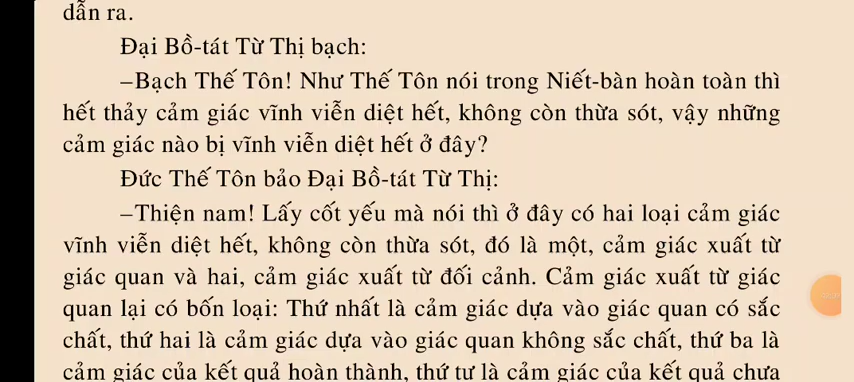 dẫn ra.
Đại Bồ-tát Từ Thị bạch:
–Bạch Thế Tôn! Như Thế Tôn nói trong Niết-bàn hoàn toàn thì
hết thảy cảm giác vĩnh viễn diệt hết, không còn thừa sót, vậy những
cảm giác nào bị vĩnh viễn diệt hết ở đây?
Đức Thế Tôn bảo Đại Bồ-tát Từ Thị:
–Thiện nam! Lấy cốt yếu mà nói thì ở đây có hai loại cảm giác
vĩnh viễn diệt hết, không còn thừa sót, đó là một, cảm giác xuất từ
giác quan và hai, cảm giác xuất từ đối cảnh. Cảm giác xuất từ giác
quan lại có bốn loại: Thứ nhất là cảm giác dựa vào giác quan có sắc
chất, thứ hai là cảm giác dựa vào giác quan không sắc chất, thứ ba là
cảm giác của kết quả hoàn thành, thứ tư là cảm giác của kết quả chưa